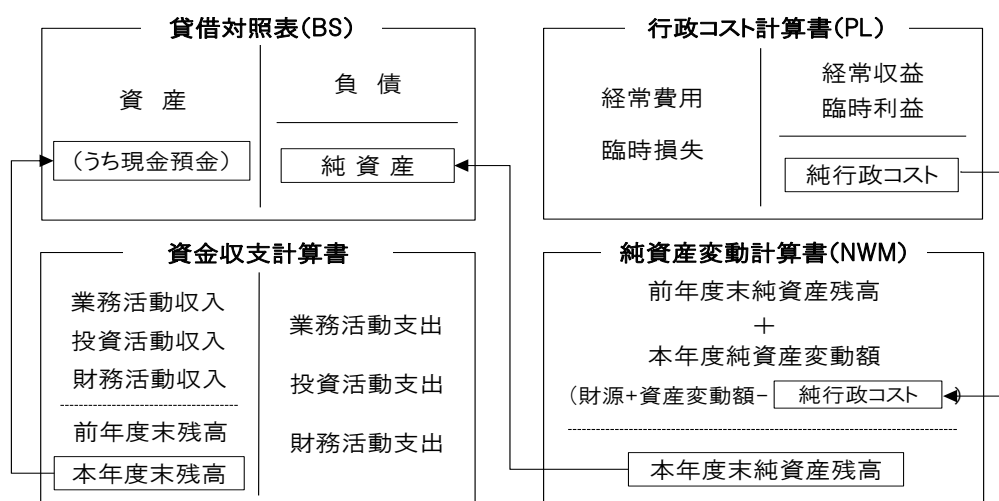 貸借対照表(BS)
資 産
(うち現金預金)
負 債
純 資 産
行政コスト計算書(PL)
経常費用
臨時損失
経常収益
臨時利益
純行政コスト
資金収支計算書
業務活動収入
投資活動収入
財務活動収入
前年度末残高
本年度末残高
業務活動支出
投資活動支出
財務活動支出
純資産変動計算書(NWM)
前年度末純資産残高
+
本年度純資産変動額
(財源+資産変動額- 純行政コスト )
本年度末純資産残高